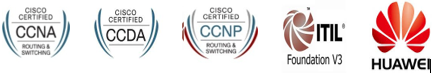 CISCO
CERTIFIED
CCNA
ROUTING &
SWITCHING
CISCO
CERTIFIED
CCDA
CISCO
CERTIFIED
CCNP
ROUTING &
SWITCHING
ITIL®
Foundation V3
HUAWEI